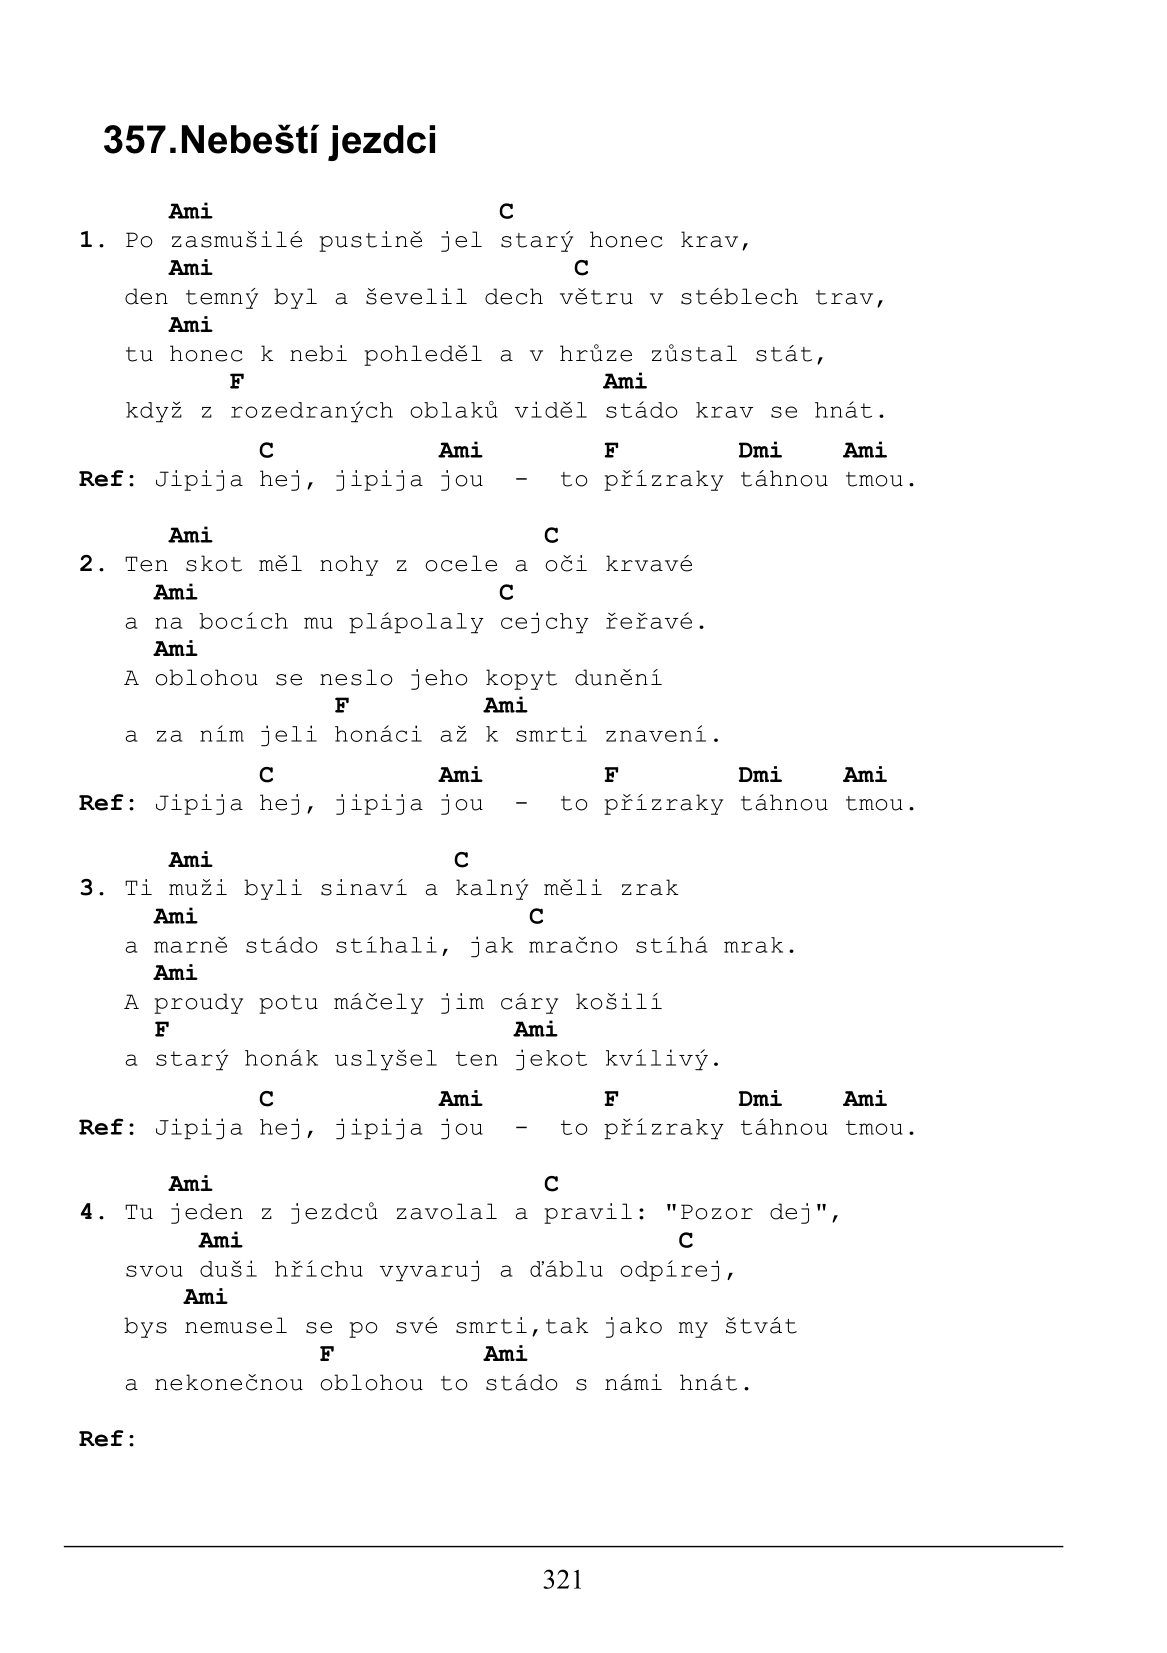 357.Nebeští jezdci
Ami C
1. Po zasmušilé pustině jel starý honec krav,
Ami C
den temný byl a ševelil dech větru v stéblech trav,
Ami
tu honec k nebi pohleděl a v hrůze zůstal stát,
F Ami
když z rozedraných oblaků viděl stádo krav se hnát.
C Ami F Dmi Ami
Ref: Jipija hej, jipija jou - to přízraky táhnou tmou.
Ami C
2. Ten skot měl nohy z ocele a oči krvavé
Ami C
a na bocích mu plápolaly cejchy řeřavé.
Ami
A oblohou se neslo jeho kopyt dunění
F Ami
a za ním jeli honáci až k smrti znavení.
C Ami F Dmi Ami
Ref: Jipija hej, jipija jou - to přízraky táhnou tmou.
Ami C
3. Ti muži byli sinaví a kalný měli zrak
Ami C
a marně stádo stíhali, jak mračno stíhá mrak.
Ami
A proudy potu máčely jim cáry košilí
F Ami
a starý honák uslyšel ten jekot kvílivý.
C Ami F Dmi Ami
Ref: Jipija hej, jipija jou - to přízraky táhnou tmou.
Ami C
4. Tu jeden z jezdců zavolal a pravil: "Pozor dej",
Ami C
svou duši hříchu vyvaruj a ďáblu odpírej,
Ami
bys nemusel se po své smrti,tak jako my štvát
F Ami
a nekonečnou oblohou to stádo s námi hnát.
Ref:
321